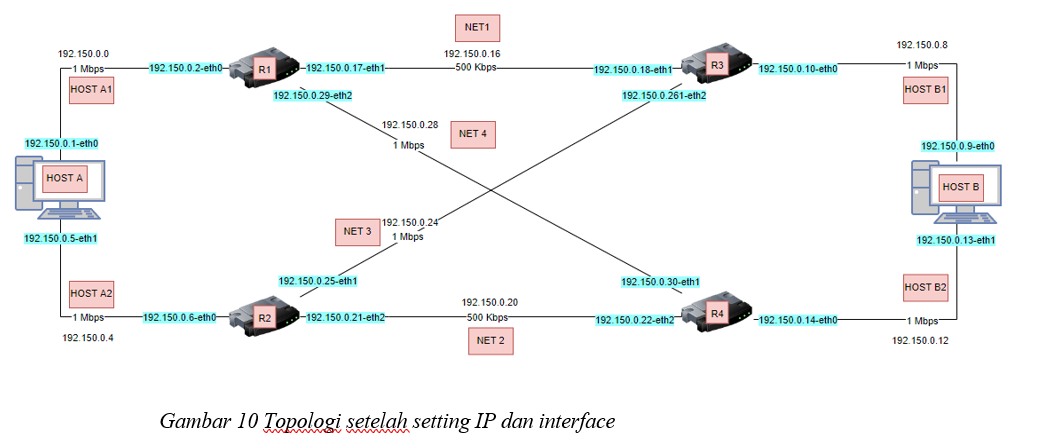 NET1
192.150.0.0
192.150.0.16
192.150.0.8
1 Mbps
192.150.0.2-eth0
R1
192.150.0.17-eth1
500 Kbps
192.150.0.18-eth1
R3
192.150.0.10-eth0
1 Mbps
HOST A1
192.150.0.29-eth2
192.150.0.261-eth2
HOST B1
192.150.0.28
NET 4
1 Mbps
192.150.0.1-eth0
192.150.0.9-eth0
HOST A
HOST B
192.150.0.24
NET 3
1 Mbps
192.150.0.5-eth1
192.150.0.13-eth1
192.150.0.25-eth1
192.150.0.30-eth1
HOST A2
HOST B2
192.150.0.20
1 Mbps
192.150.0.6-eth0
R2
192.150.0.21-eth2
500 Kbps
192.150.0.22-eth2
R4
192.150.0.14-eth0
1 Mbps
192.150.0.4
NET 2
192.150.0.12
Gambar 10 Topologi setelah setting IP dan interface